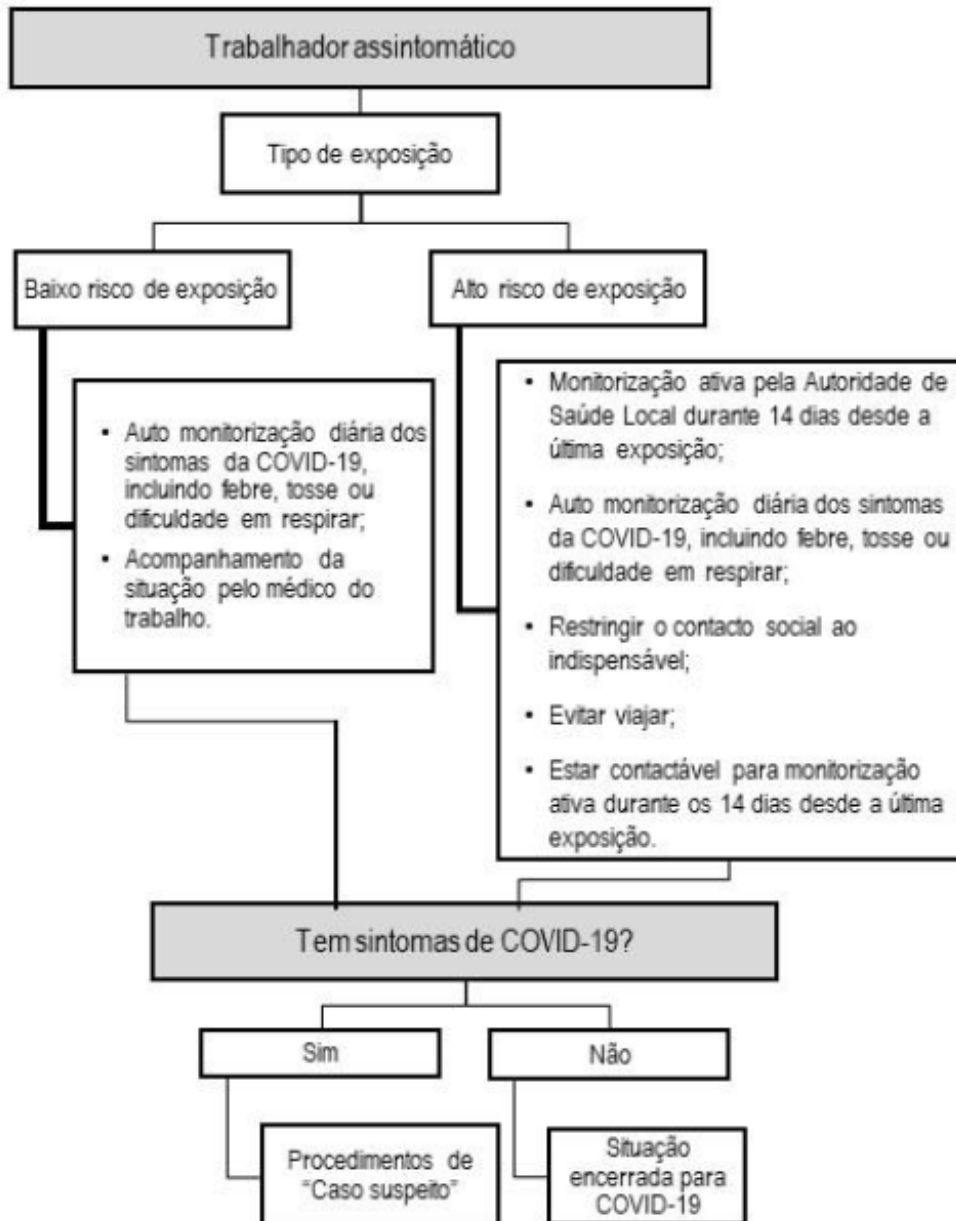 Trabalhador assintomático
Tipo de exposição
Baixo risco de exposição
Alto risco de exposição
• Auto monitorização diária dos
sintomas da COVID-19,
incluindo febre, tosse ou
dificuldade em respirar;
• Acompanhamento da
situação pelo médico do
trabalho.
• Monitorização ativa pela Autoridade de
Saúde Local durante 14 dias desde a
última exposição;
• Auto monitorização diária dos sintomas
da COVID-19, incluindo febre, tosse ou
dificuldade em respirar;
• Restringir o contacto social ao
indispensável;
• Evitar viajar;
• Estar contactável para monitorização
ativa durante os 14 dias desde a última
exposição.
Tem sintomas de COVID-19?
Sim
Não
Procedimentos de
"Caso suspeito"
Situação
encerrada para
COVID-19